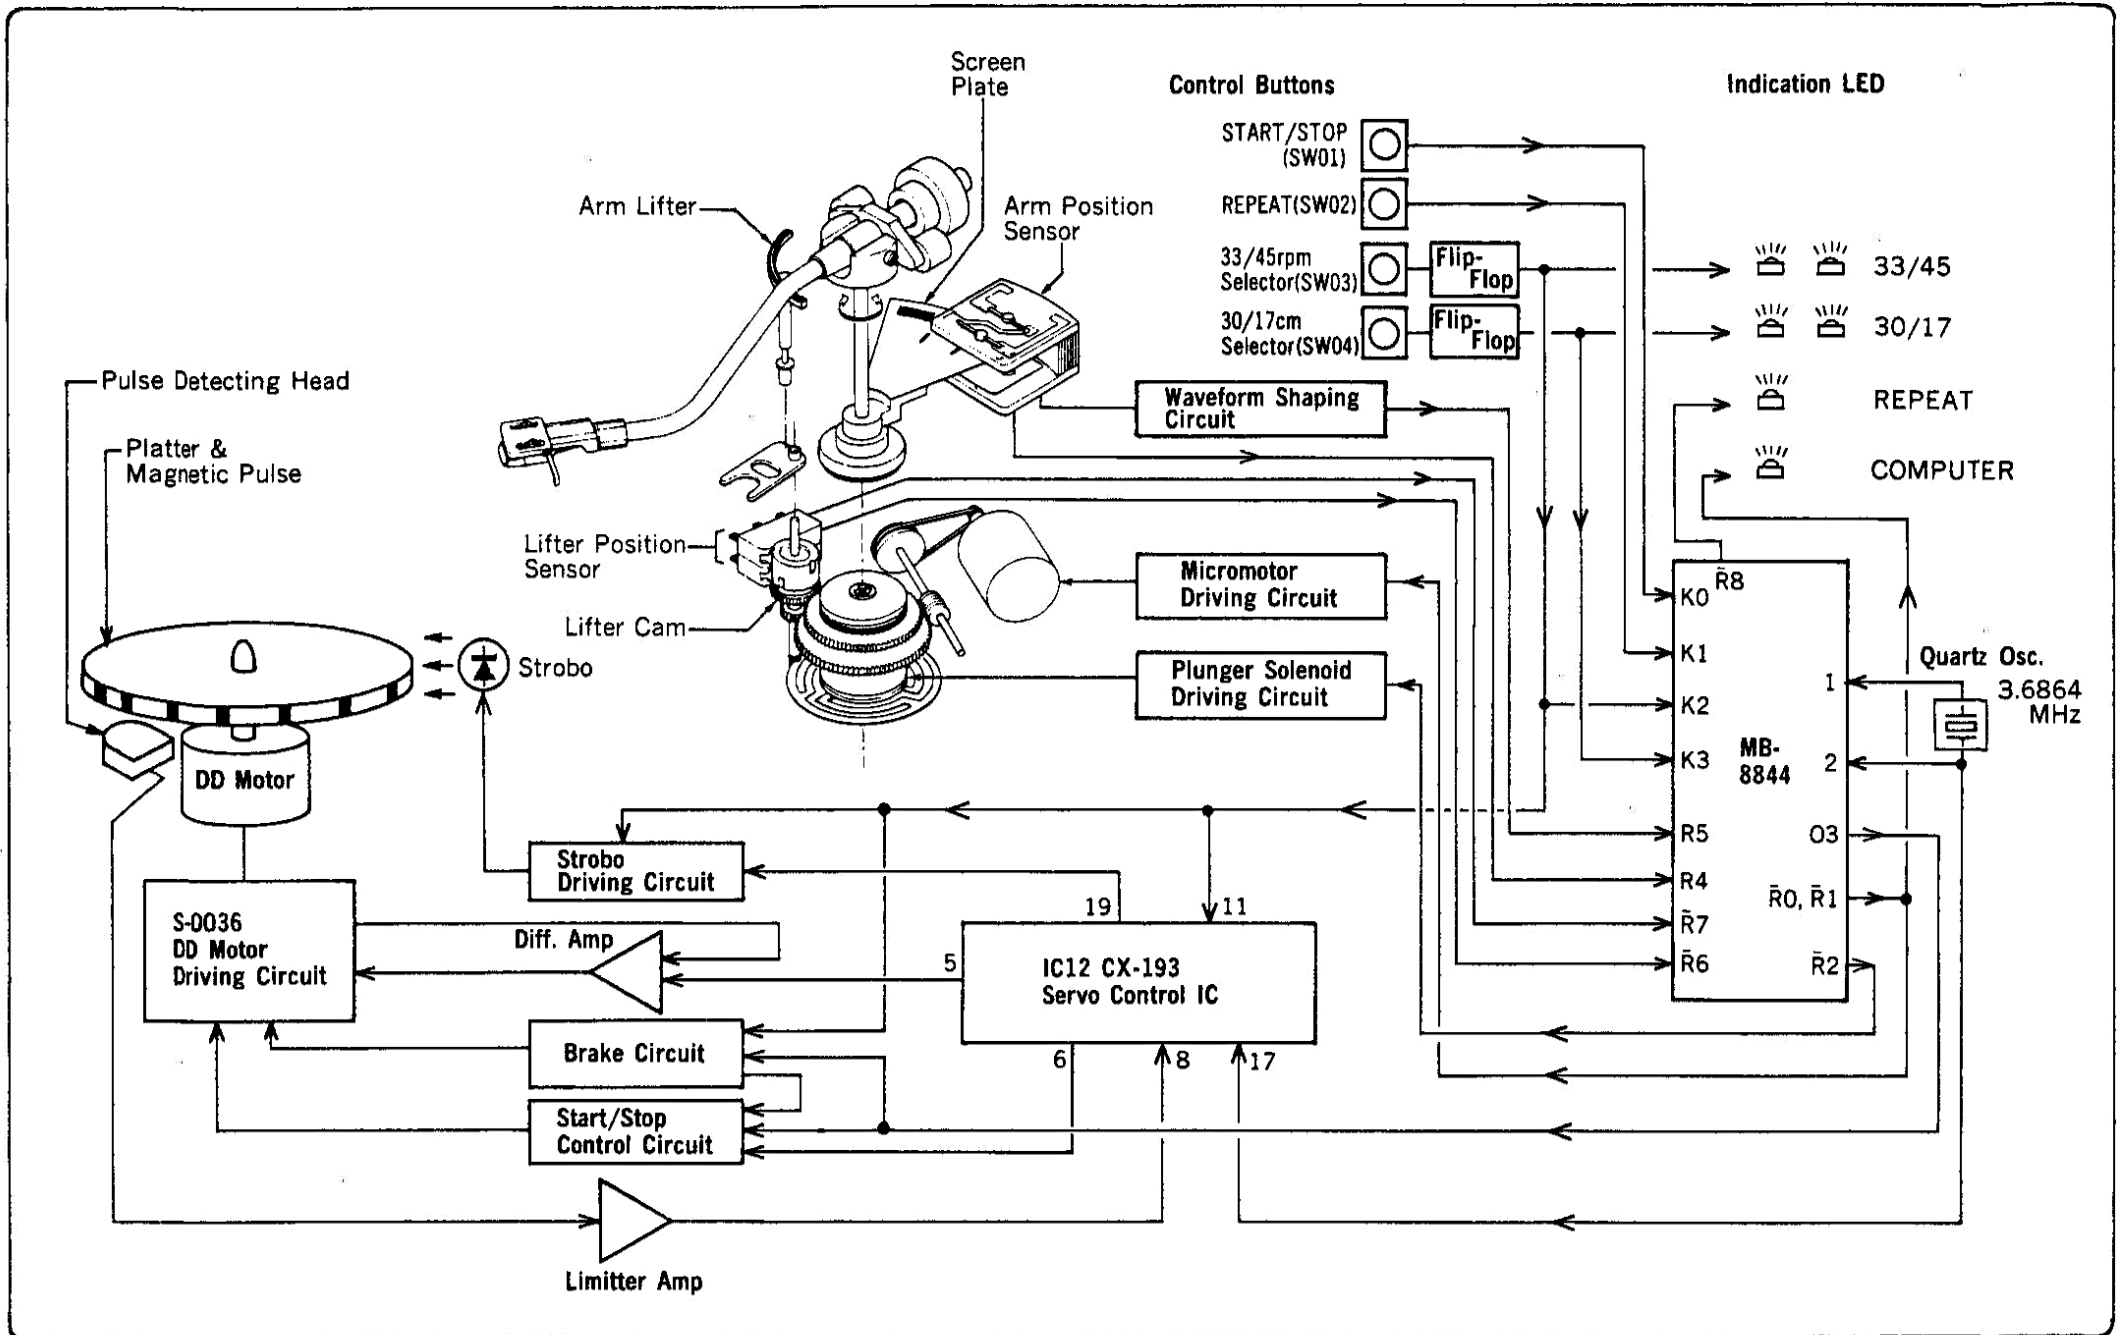 Screen
Plate
Control Buttons
Indication LED
START/STOP
(SW01)
Arm Lifter
REPEAT(SW02)
Arm Position
Sensor
33/45rpm
Selector(SW03)
Flip-
Flop
33/45
30/17cm
Selector(SW04)
Flip-
Flop
30/17
Pulse Detecting Head
Waveform Shaping
Circuit
REPEAT
Platter &
Magnetic Pulse
COMPUTER
Lifter Position
Sensor
Micromotor
Driving Circuit
R̄8
K0
Lifter Cam
K1
Quartz Osc.
3.6864
MHz
Strobo
Plunger Solenoid
Driving Circuit
1
K2
MB-
8844
K3
2
DD Motor
R5
O3
Strobo
Driving Circuit
R4
R̄0, R̄1
19
11
S-0036
DD Motor
Driving Circuit
Diff. Amp
R̄7
5
IC12 CX-193
Servo Control IC
R̄6
R̄2
Brake Circuit
6
8
17
Start/Stop
Control Circuit
Limitter Amp